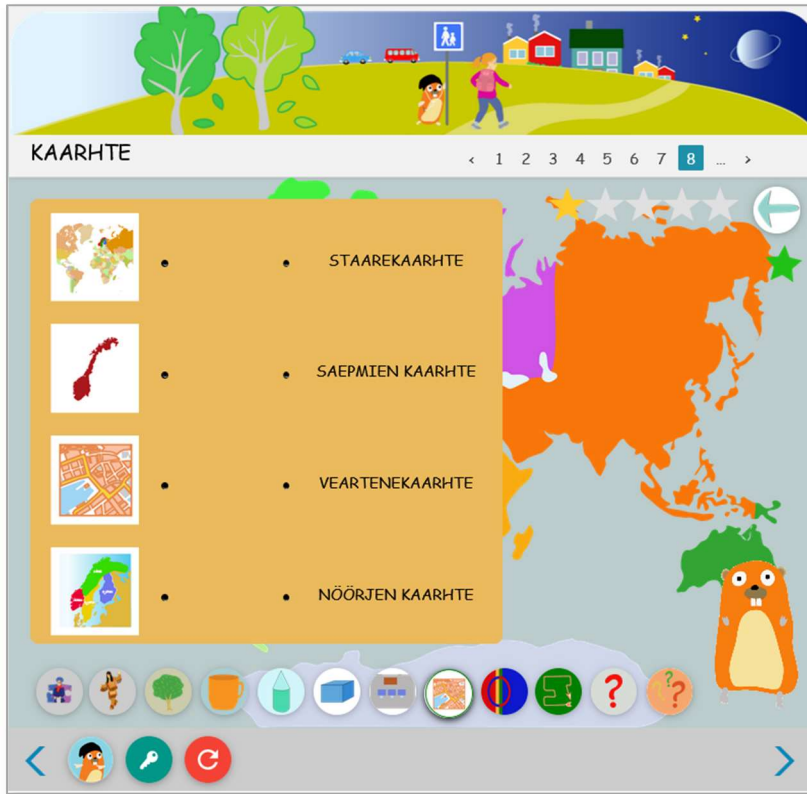 KAARHTE
‹ 1 2 3 4 5 6 7 8 ... ›
STAAREKAARHTE
SAEPMIEN KAARHTE
VEARTENEKAARHTE
NÖÖRJEN KAARHTE
? ? ? ?